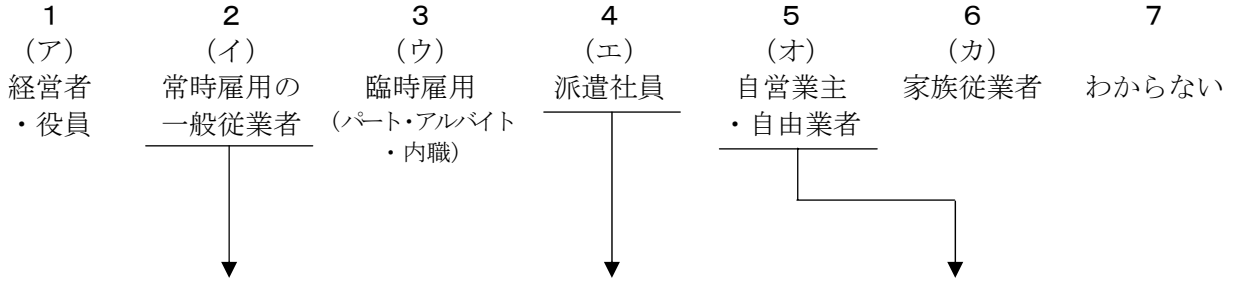 1 2 3 4 5 6 7
(ア) (イ) (ウ) (エ) (オ) (カ)
経営者 常時雇用の 臨時雇用 派遣社員 自営業主 家族従業者 わからない
・役員 一般従業者 (パート・アルバイト ・自由業者
・内職)